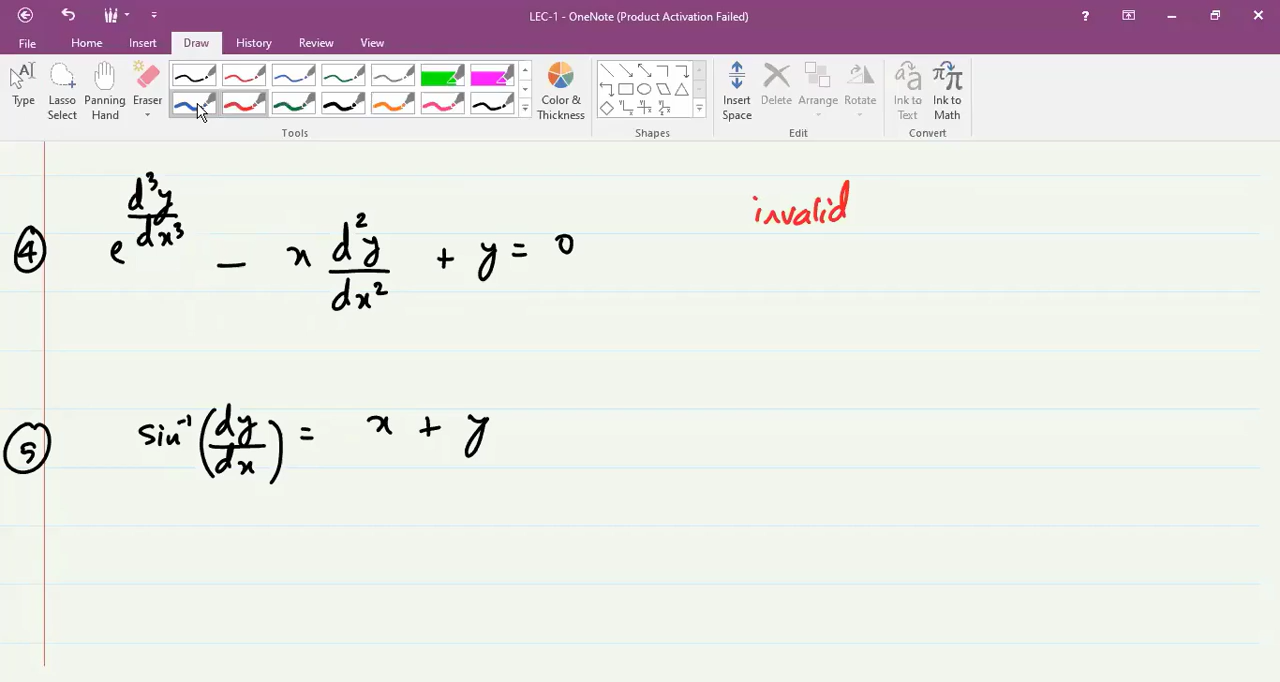 LEC-1 - OneNote (Product Activation Failed)
?
File Home Insert Draw History Review View
Type
Lasso Select
Panning Hand
Eraser
Color & Thickness
Insert Space
Delete
Arrange
Rotate
Ink to Text
Ink to Math
Tools
Shapes
Edit
Convert
④ e^(d³y/dx³) − x d²y/dx² + y = 0
invalid
⑤ sin⁻¹(dy/dx) = x + y